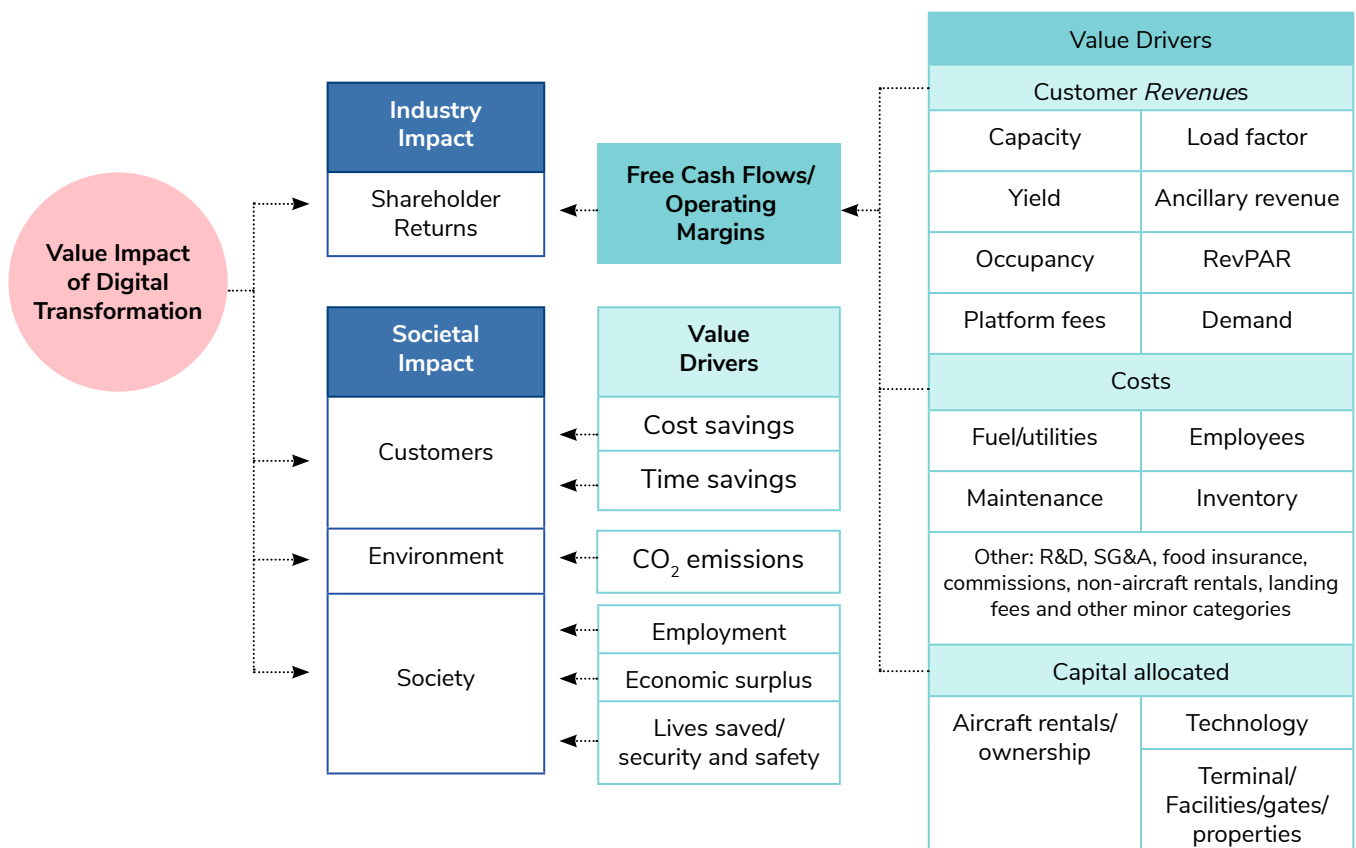 Value Impact
of Digital
Transformation
Industry
Impact
Shareholder
Returns
Free Cash Flows/
Operating
Margins
Societal
Impact
Customers
Environment
Society
Value
Drivers
Cost savings
Time savings
CO₂ emissions
Employment
Economic surplus
Lives saved/
security and safety
Value Drivers
Customer Revenues
Capacity
Load factor
Yield
Ancillary revenue
Occupancy
RevPAR
Platform fees
Demand
Costs
Fuel/utilities
Employees
Maintenance
Inventory
Other: R&D, SG&A, food insurance,
commissions, non-aircraft rentals, landing
fees and other minor categories
Capital allocated
Aircraft rentals/
ownership
Technology
Terminal/
Facilities/gates/
properties